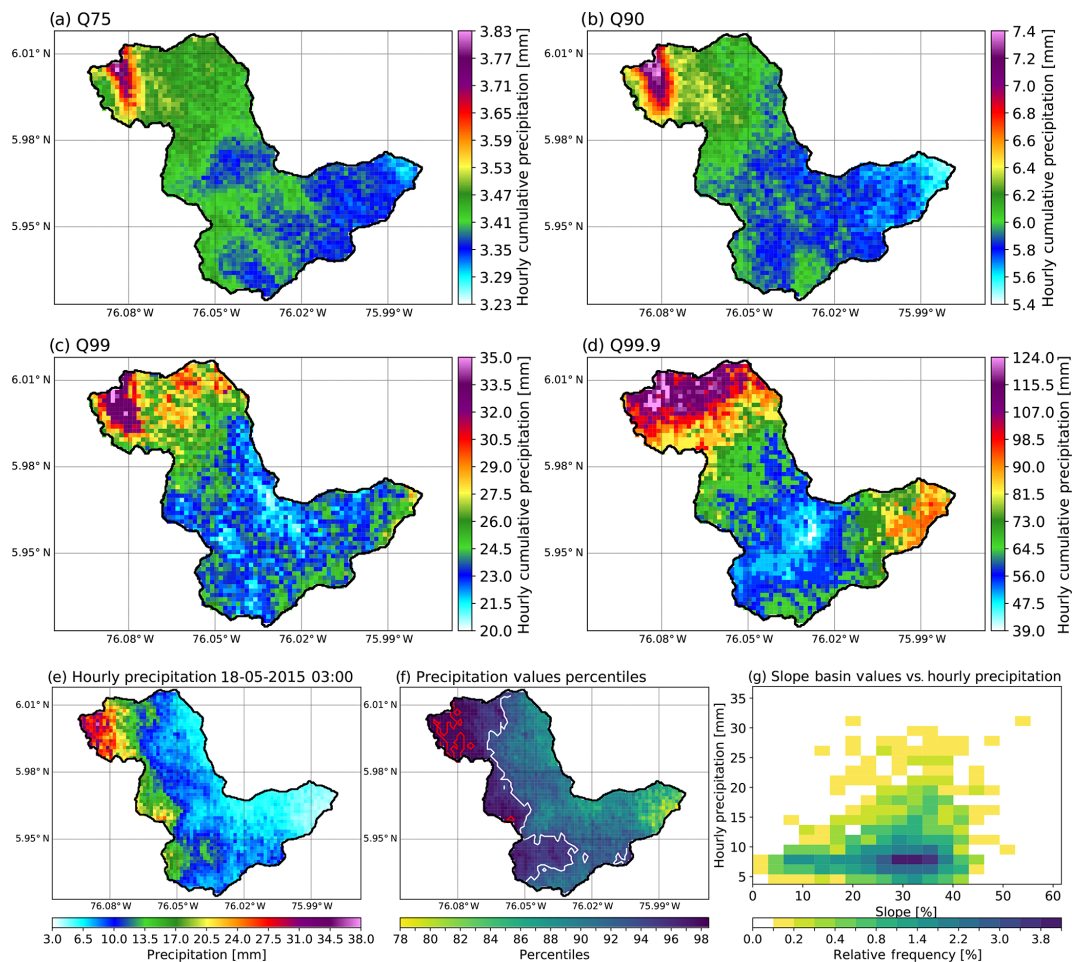 (a) Q75
6.01° N
5.98° N
5.95° N
76.08° W
76.05° W
76.02° W
75.99° W
3.83
3.77
3.71
3.65
3.59
3.53
3.47
3.41
3.35
3.29
3.23
Hourly cumulative precipitation [mm]
(b) Q90
6.01° N
5.98° N
5.95° N
76.08° W
76.05° W
76.02° W
75.99° W
7.4
7.2
7.0
6.8
6.6
6.4
6.2
6.0
5.8
5.6
5.4
Hourly cumulative precipitation [mm]
(c) Q99
6.01° N
5.98° N
5.95° N
76.08° W
76.05° W
76.02° W
75.99° W
35.0
33.5
32.0
30.5
29.0
27.5
26.0
24.5
23.0
21.5
20.0
Hourly cumulative precipitation [mm]
(d) Q99.9
6.01° N
5.98° N
5.95° N
76.08° W
76.05° W
76.02° W
75.99° W
124.0
115.5
107.0
98.5
90.0
81.5
73.0
64.5
56.0
47.5
39.0
Hourly cumulative precipitation [mm]
(e) Hourly precipitation 18-05-2015 03:00
6.01° N
5.98° N
5.95° N
76.08° W
76.05° W
76.02° W
75.99° W
3.0 6.5 10.0 13.5 17.0 20.5 24.0 27.5 31.0 34.5 38.0
Precipitation [mm]
(f) Precipitation values percentiles
6.01° N
5.98° N
5.95° N
76.08° W
76.05° W
76.02° W
75.99° W
78 80 82 84 86 88 90 92 94 96 98
Percentiles
(g) Slope basin values vs. hourly precipitation
Hourly precipitation [mm]
35
30
25
20
15
10
5
0 10 20 30 40 50 60
Slope [%]
0.0 0.2 0.4 0.8 1.4 2.2 3.0 3.8
Relative frequency [%]